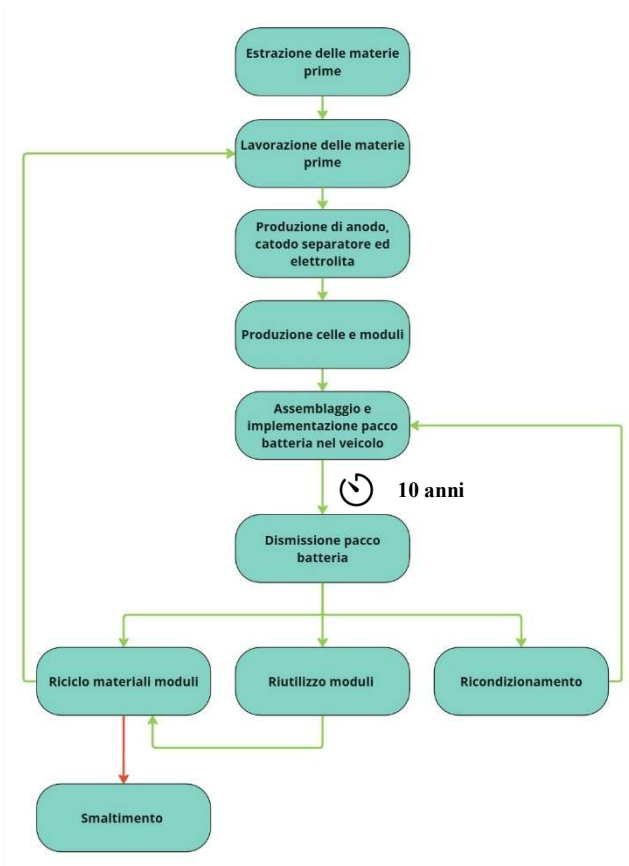 Estrazione delle materie
prime
Lavorazione delle materie
prime
Produzione di anodo,
catodo separatore ed
elettrolita
Produzione celle e moduli
Assemblaggio e
implementazione pacco
batteria nel veicolo
10 anni
Dismissione pacco
batteria
Riciclo materiali moduli
Riutilizzo moduli
Ricondizionamento
Smaltimento